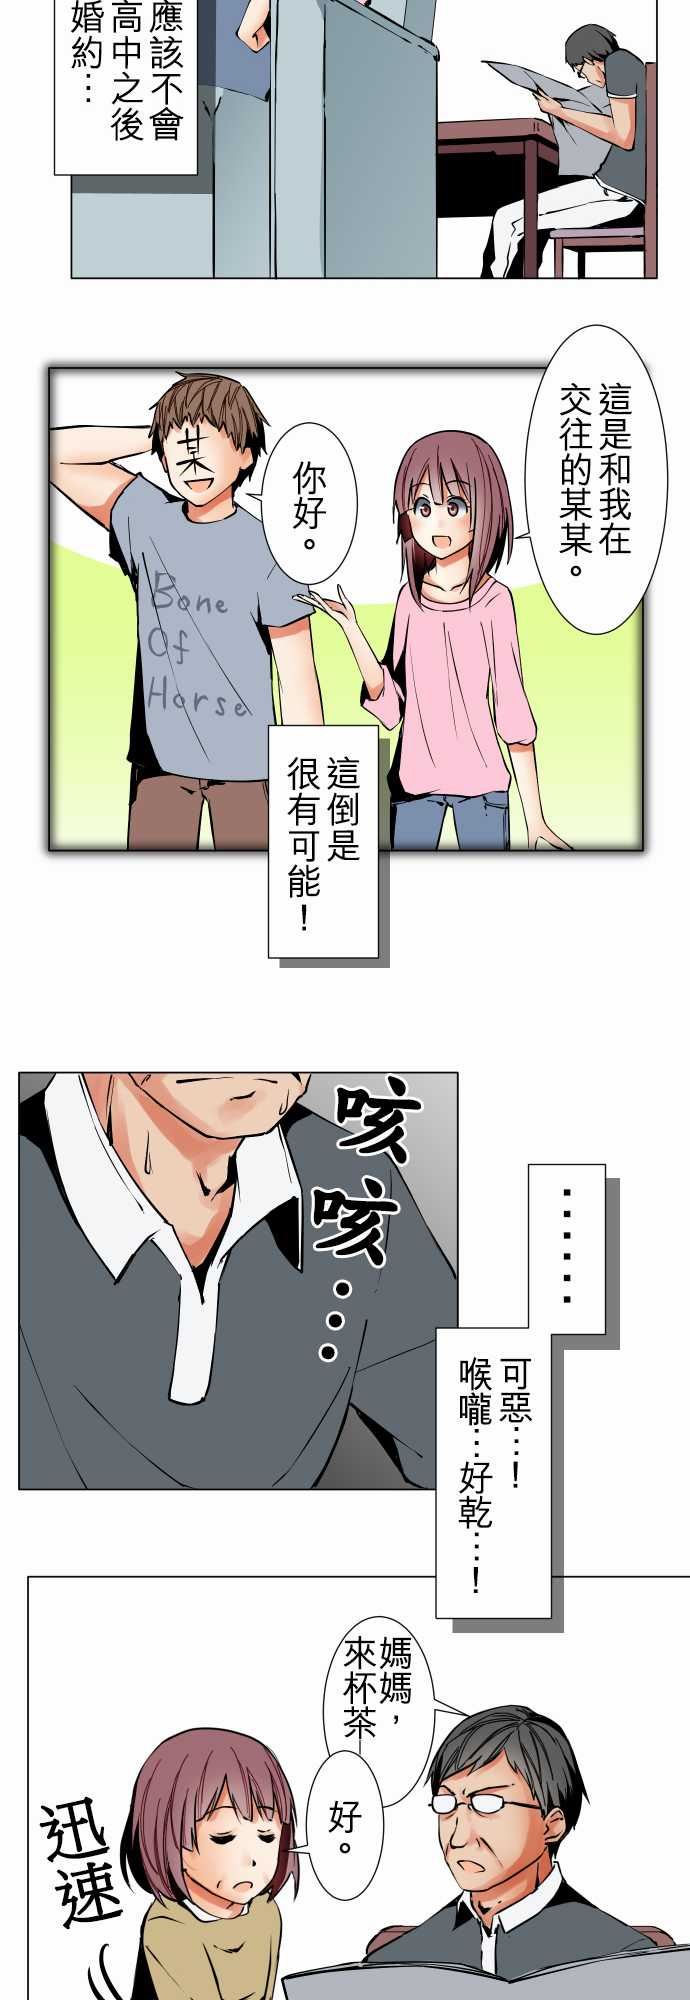 應該不會
高中之後
婚約…
這是和我在
交往的某某。
你好。
某
Bone
Of
Horse
這倒是
很有可能！
咳
咳…
……
可惡…！
喉嚨…好乾…！
媽媽，
來杯茶
好。
迅速